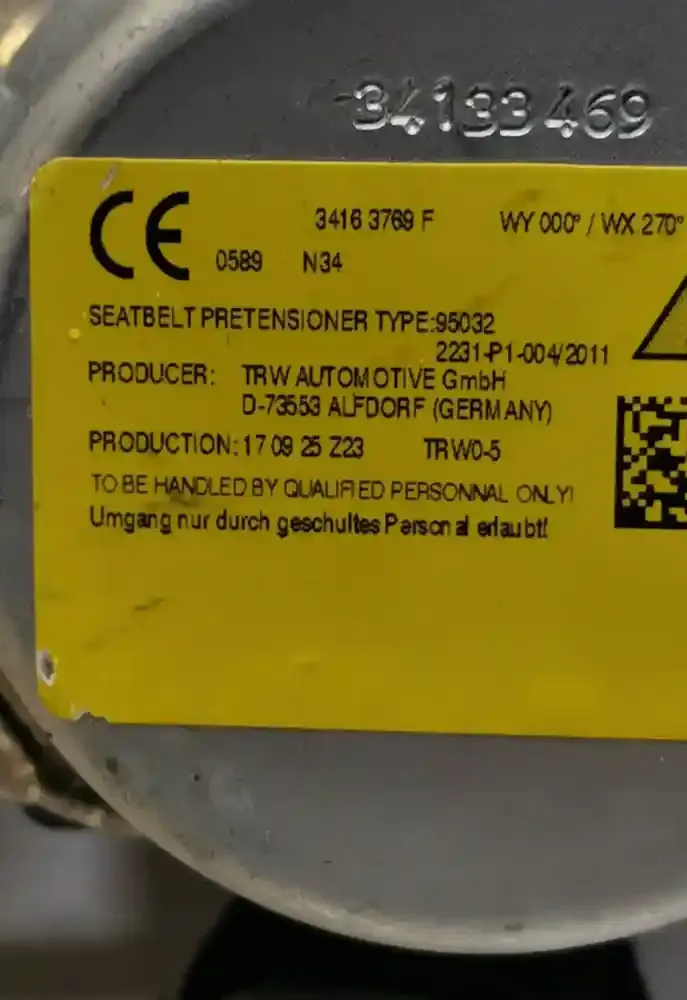 34133469
CE 3416 3769 F WY 000° / WX 270°
0589 N34
SEATBELT PRETENSIONER TYPE:95032
2231-P1-004/2011
PRODUCER: TRW AUTOMOTIVE GmbH
D-73553 ALFDORF (GERMANY)
PRODUCTION: 17 09 25 Z23 TRW0-5
TO BE HANDLED BY QUALIFIED PERSONNAL ONLY!
Umgang nur durch geschultes Personal erlaubt!